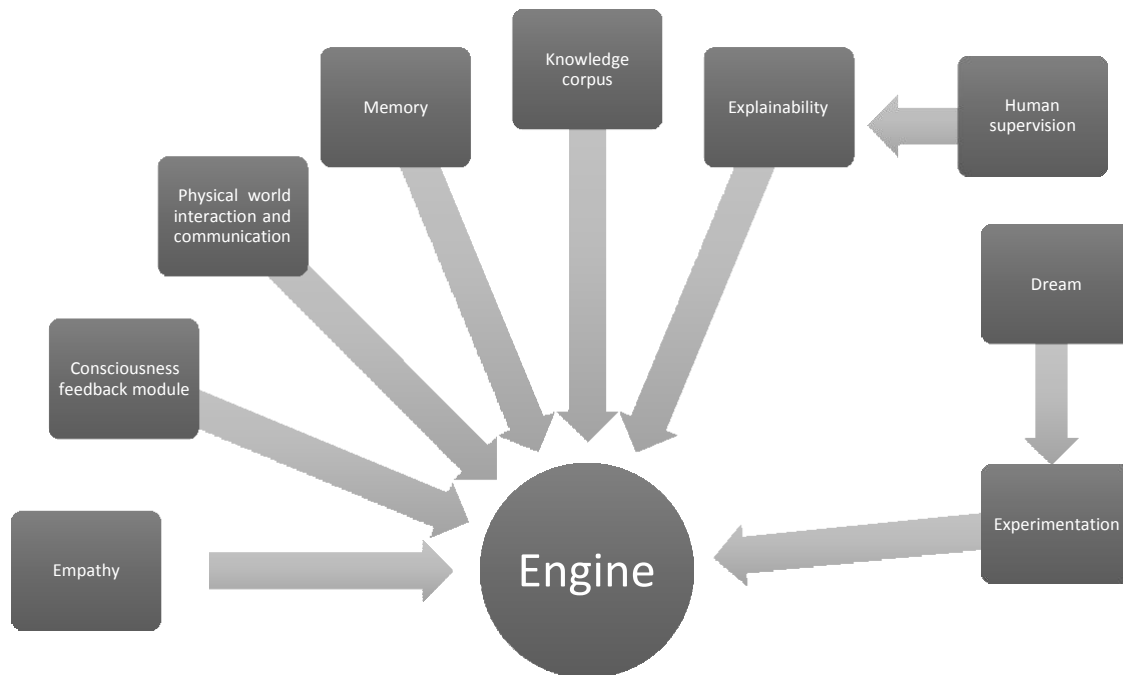 Knowledge
corpus
Memory
Explainability
Human
supervision
Physical world
interaction and
communication
Dream
Consciousness
feedback module
Experimentation
Empathy
Engine